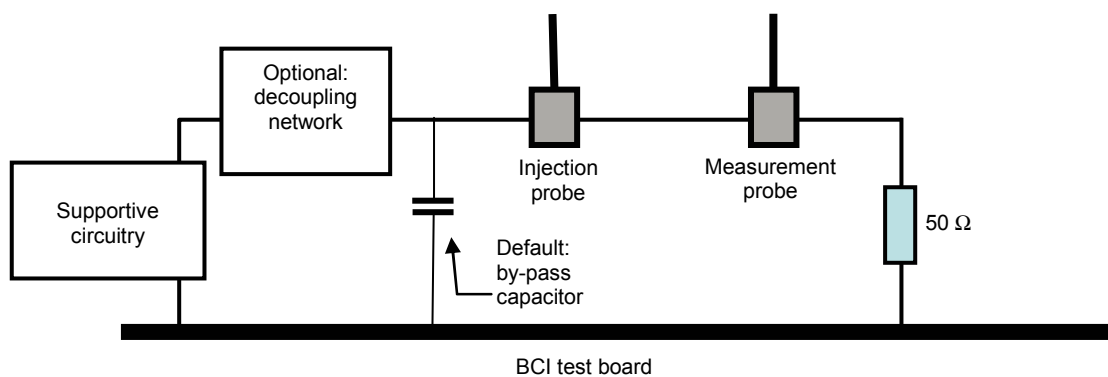 Optional:
decoupling
network
Injection
probe
Measurement
probe
Supportive
circuitry
50 Ω
Default:
by-pass
capacitor
BCI test board